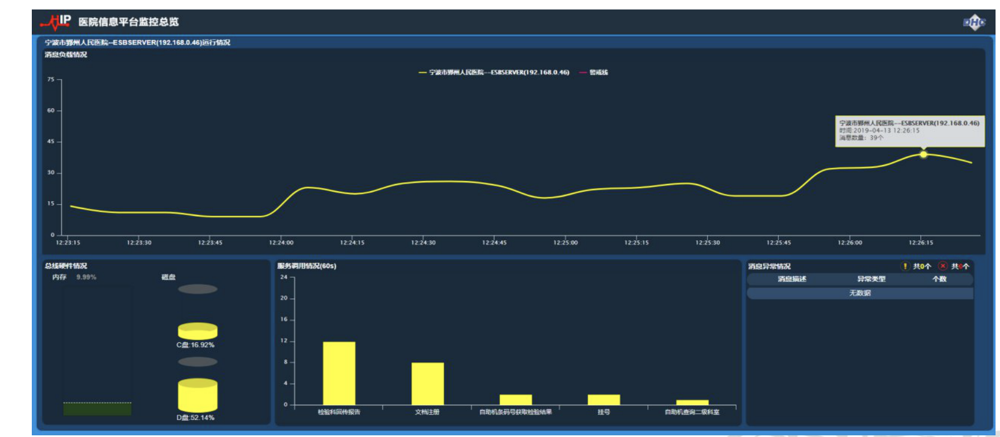 HIP 医院信息平台监控总览
DHC
宁波市鄞州人民医院--ESBSERVER(192.168.0.46)运行情况
消息负载情况
宁波市鄞州人民医院---ESBSERVER(192.168.0.46) 警戒线
75
60
45
30
15
0
宁波市鄞州人民医院---ESBSERVER(192.168.0.46)
时间:2019-04-13 12:26:15
消息数量: 39个
12:23:15 12:23:30 12:23:45 12:24:00 12:24:15 12:24:30 12:24:45 12:25:00 12:25:15 12:25:30 12:25:45 12:26:00 12:26:15
总线硬件情况
内存 9.99% 磁盘
C盘:16.92%
D盘:52.14%
服务调用情况(60s)
24
20
16
12
8
4
0
检验科回传报告 文档注册 自助机条码号获取检验结果 挂号 自助机查询二级科室
消息异常情况 共0个 共0个
消息描述 异常类型 个数
无数据